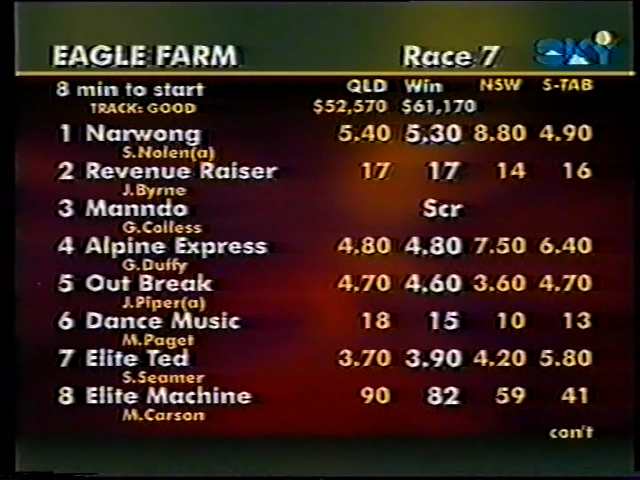 EAGLE FARM Race 7 SKY
8 min to start QLD Win NSW S-TAB
TRACK: GOOD $52,570 $61,170
1 Narwong 5.40 5.30 8.80 4.90
S.Nolen(a)
2 Revenue Raiser 17 17 14 16
J.Byrne
3 Manndo Scr
G.Colless
4 Alpine Express 4.80 4.80 7.50 6.40
G.Duffy
5 Out Break 4.70 4.60 3.60 4.70
J.Piper(a)
6 Dance Music 18 15 10 13
M.Paget
7 Elite Ted 3.70 3.90 4.20 5.80
S.Seamer
8 Elite Machine 90 82 59 41
M.Carson
con't